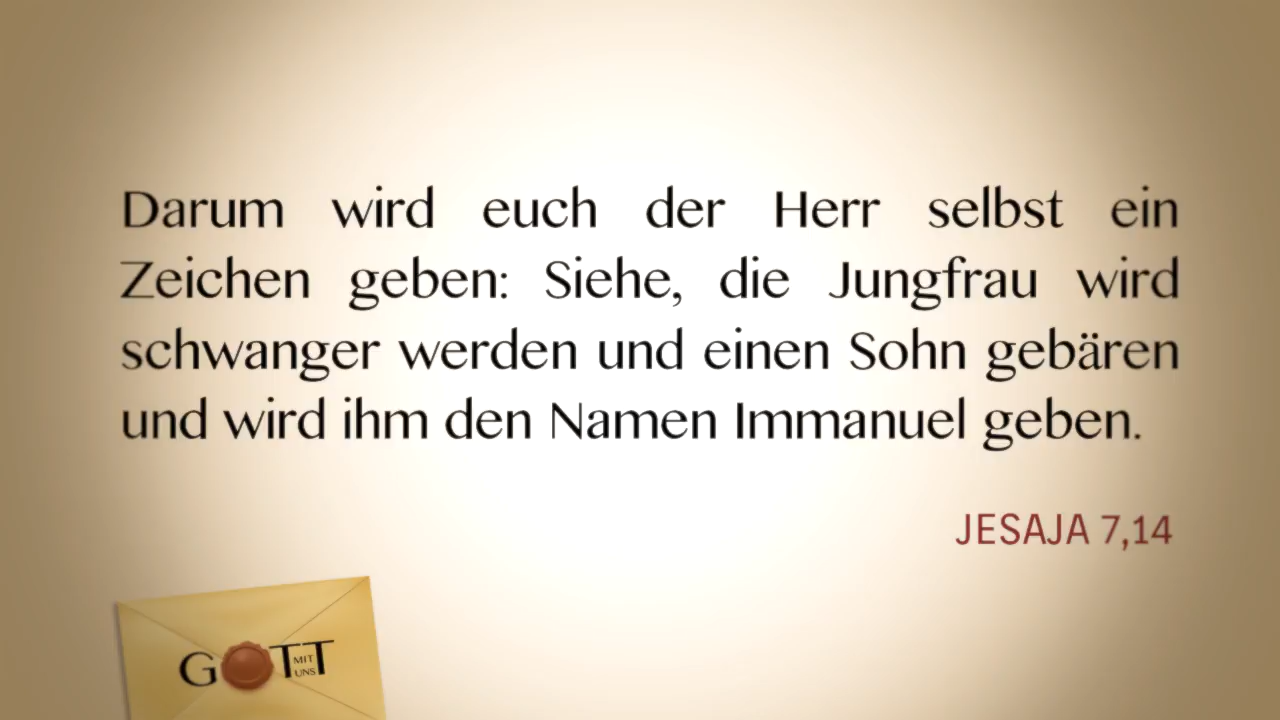 Darum wird euch der Herr selbst ein
Zeichen geben: Siehe, die Jungfrau wird
schwanger werden und einen Sohn gebären
und wird ihm den Namen Immanuel geben.
JESAJA 7,14
GOTT
MIT
UNS